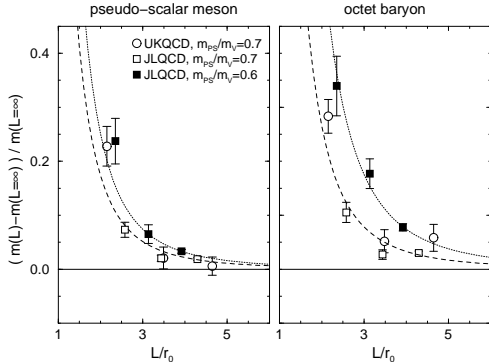 pseudo-scalar meson
octet baryon
( m(L)-m(L=∞) ) / m(L=∞)
0.4
0.2
0.0
UKQCD, m_PS/m_V=0.7
JLQCD, m_PS/m_V=0.7
JLQCD, m_PS/m_V=0.6
1 3 5
1 3 5
L/r_0
L/r_0